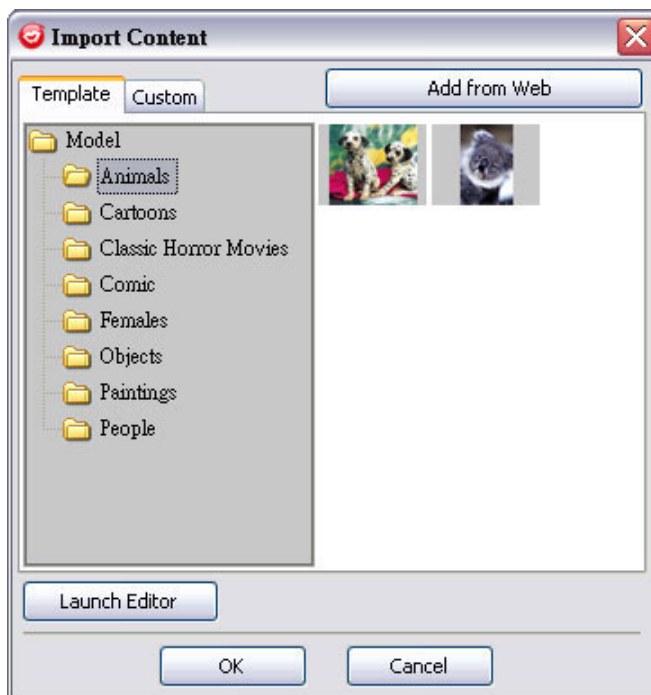 Import Content
Template
Custom
Add from Web
Model
Animals
Cartoons
Classic Horror Movies
Comic
Females
Objects
Paintings
People
Launch Editor
OK
Cancel